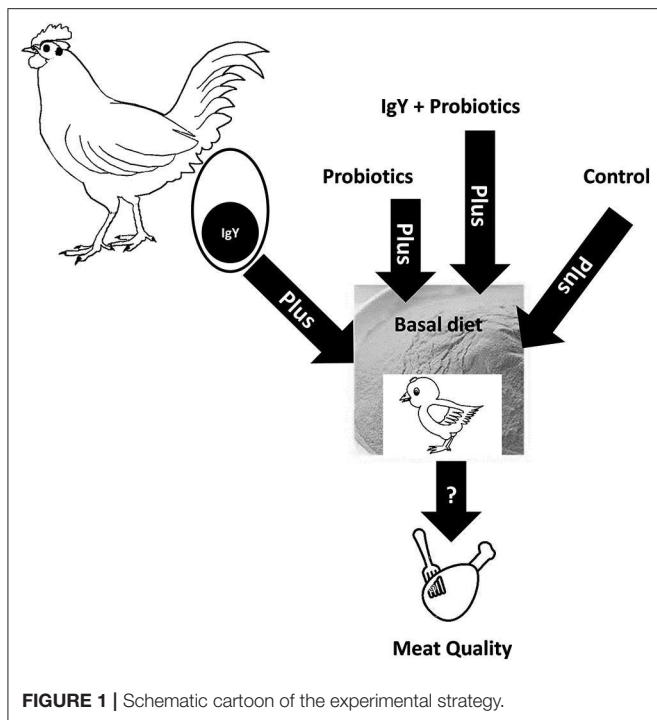 IgY + Probiotics
Probiotics
Control
IgY
Plus
Plus
Plus
Plus
Basal diet
?
Meat Quality
FIGURE 1 | Schematic cartoon of the experimental strategy.